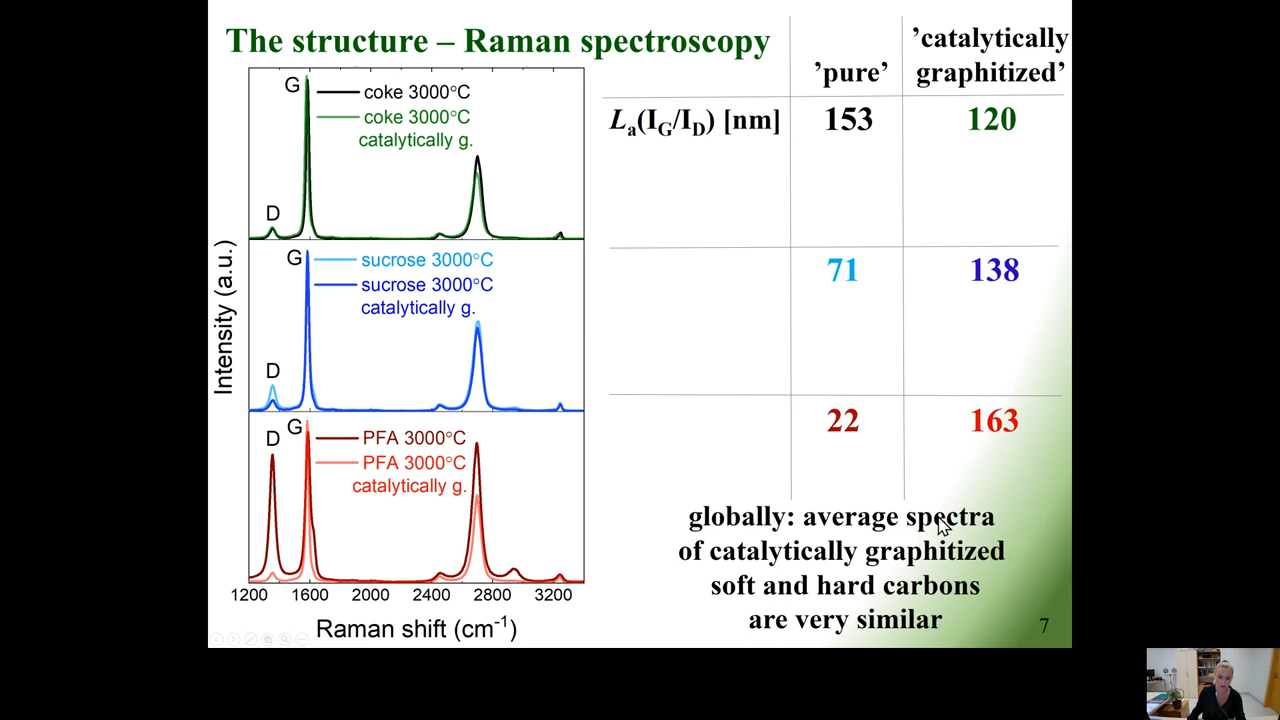 The structure – Raman spectroscopy
G
D
coke 3000°C
coke 3000°C
catalytically g.
G
D
sucrose 3000°C
sucrose 3000°C
catalytically g.
D
G
PFA 3000°C
PFA 3000°C
catalytically g.
Intensity (a.u.)
1200 1600 2000 2400 2800 3200
Raman shift (cm⁻¹)
’pure’
’catalytically
graphitized’
Lₐ(I_G/I_D) [nm] 153 120
71 138
22 163
globally: average spectra
of catalytically graphitized
soft and hard carbons
are very similar
7